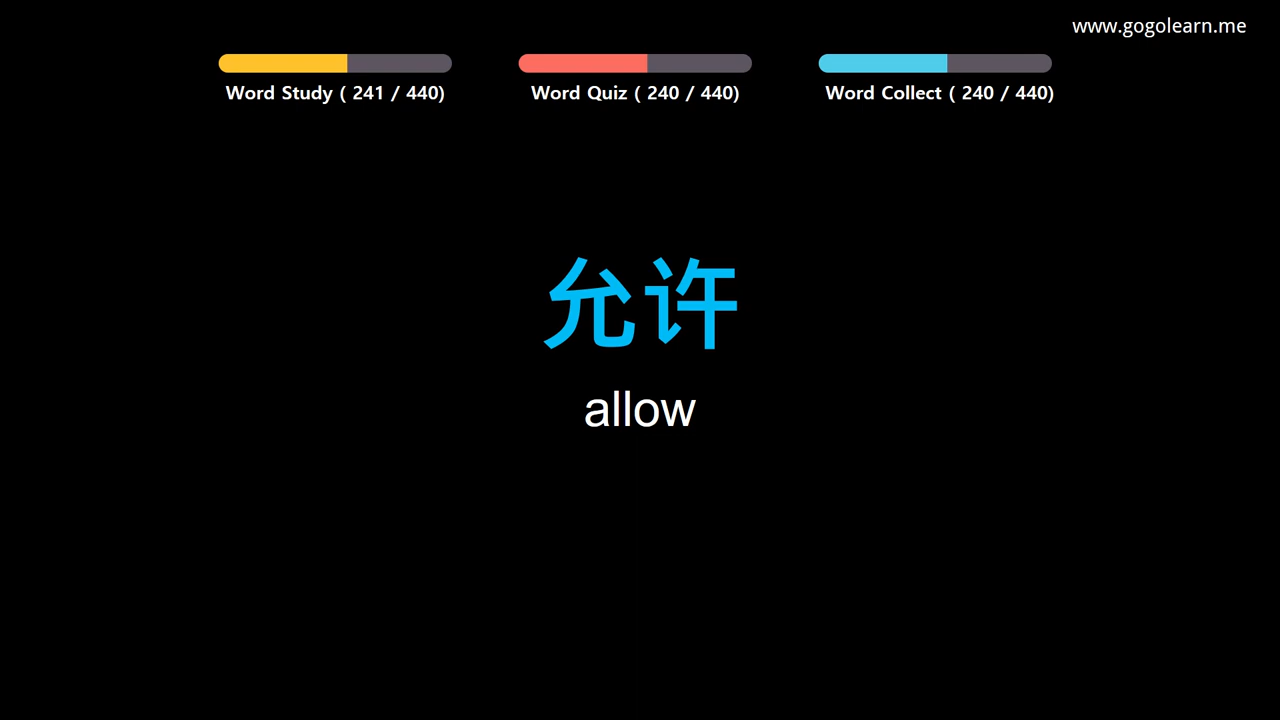 www.gogolearn.me
Word Study ( 241 / 440)
Word Quiz ( 240 / 440)
Word Collect ( 240 / 440)
允许
allow